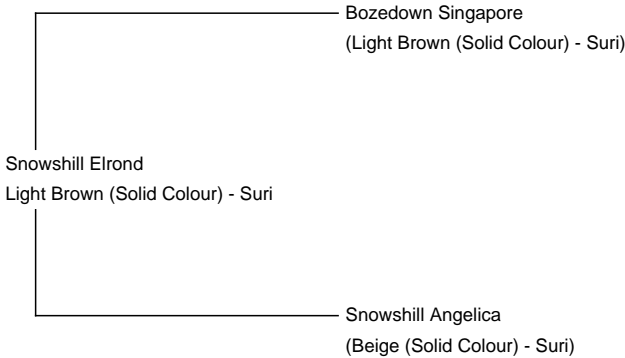 Bozedown Singapore
(Light Brown (Solid Colour) - Suri)
Snowshill Elrond
Light Brown (Solid Colour) - Suri
Snowshill Angelica
(Beige (Solid Colour) - Suri)